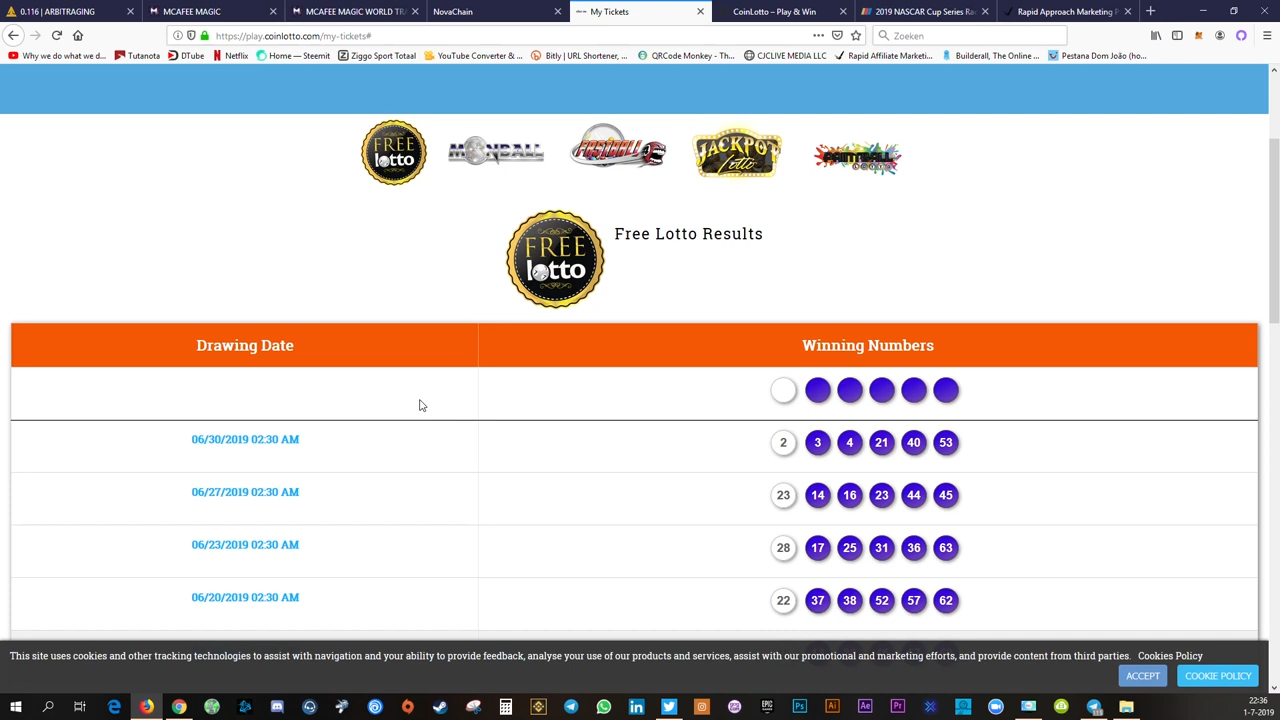 0.116 | ARBITRAGING
MCAFEE MAGIC
MCAFEE MAGIC WORLD TRA
NovaChain
My Tickets
CoinLotto – Play & Win
2019 NASCAR Cup Series Ra
Rapid Approach Marketing P
https://play.coinlotto.com/my-tickets#
Zoeken
Why we do what we d...
Tutanota
DTube
Netflix
Home — Steemit
Ziggo Sport Totaal
YouTube Converter & ...
Bitly | URL Shortener, ...
QRCode Monkey - Th...
CJCLIVE MEDIA LLC
Rapid Affiliate Marketi...
Builderall, The Online ...
Pestana Dom João (ho...
FREE lotto
FASTBALL
JACKPOT Lotto
FREE
lotto
Free Lotto Results
Drawing Date Winning Numbers
06/30/2019 02:30 AM 2 3 4 21 40 53
06/27/2019 02:30 AM 23 14 16 23 44 45
06/23/2019 02:30 AM 28 17 25 31 36 63
06/20/2019 02:30 AM 22 37 38 52 57 62
This site uses cookies and other tracking technologies to assist with navigation and your ability to provide feedback, analyse your use of our products and services, assist with our promotional and marketing efforts, and provide content from third parties. Cookies Policy
ACCEPT
COOKIE POLICY
22:36
1-7-2019